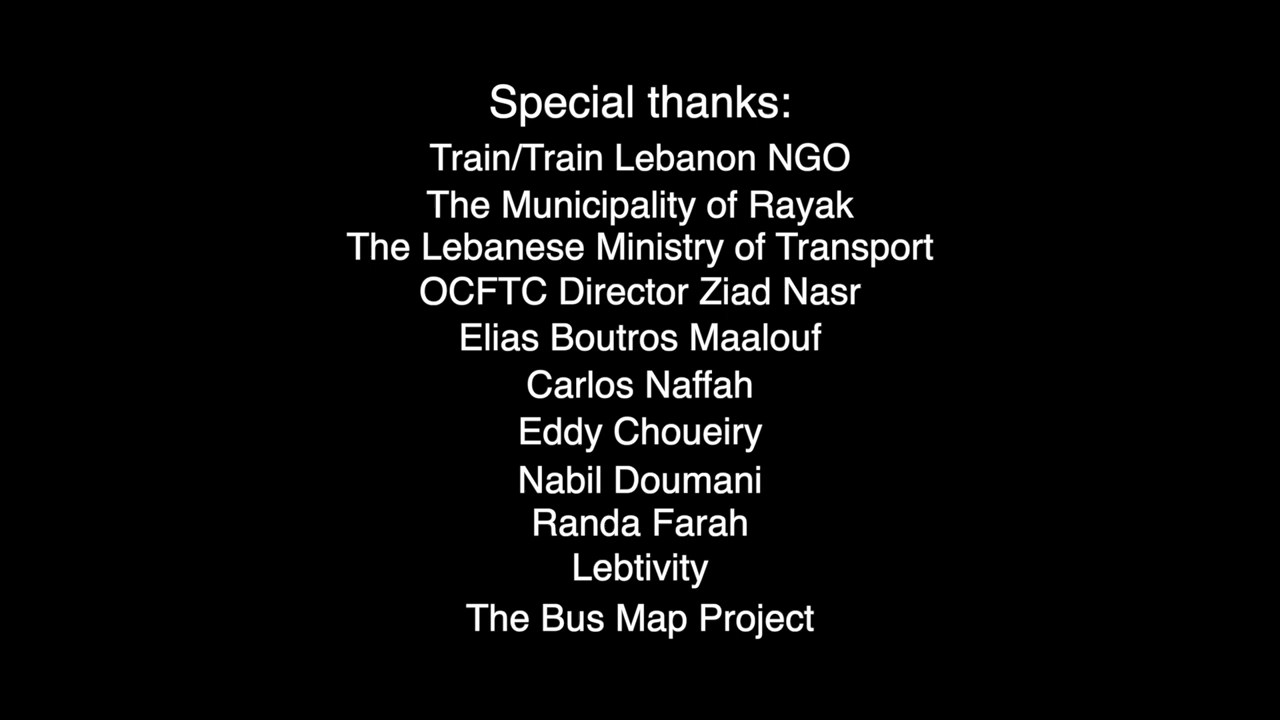 Special thanks:
Train/Train Lebanon NGO
The Municipality of Rayak
The Lebanese Ministry of Transport
OCFTC Director Ziad Nasr
Elias Boutros Maalouf
Carlos Naffah
Eddy Choueiry
Nabil Doumani
Randa Farah
Lebtivity
The Bus Map Project